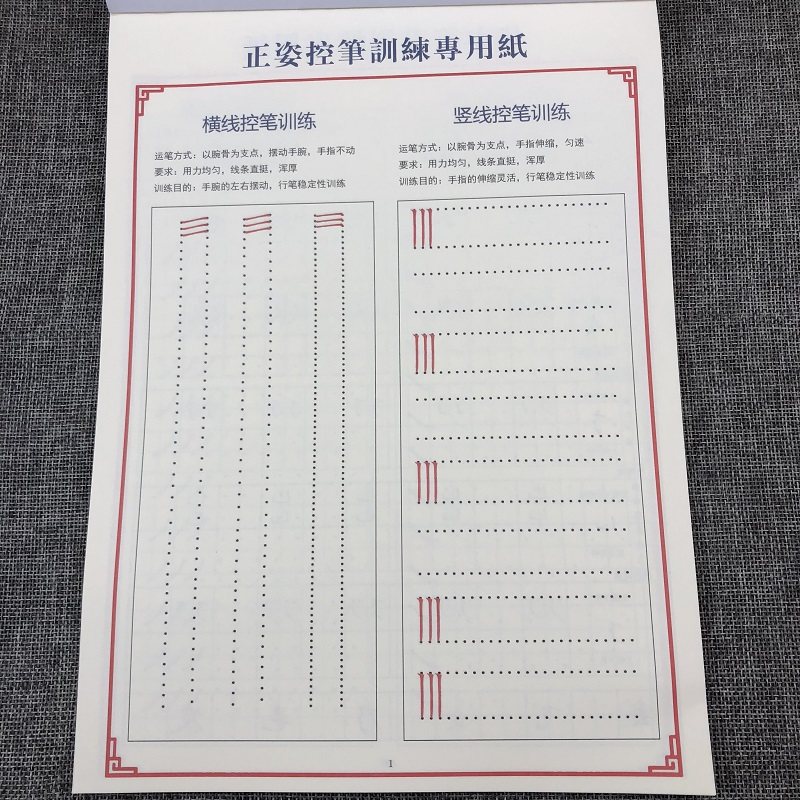 正姿控筆訓練專用紙
横线控笔训练
运笔方式：以腕骨为支点，摆动手腕，手指不动
要求：用力均匀，线条直挺，浑厚
训练目的：手腕的左右摆动，行笔稳定性训练
竖线控笔训练
运笔方式：以腕骨为支点，手指伸缩，匀速
要求：用力均匀，线条直挺，浑厚
训练目的：手指的伸缩灵活，行笔稳定性训练
1